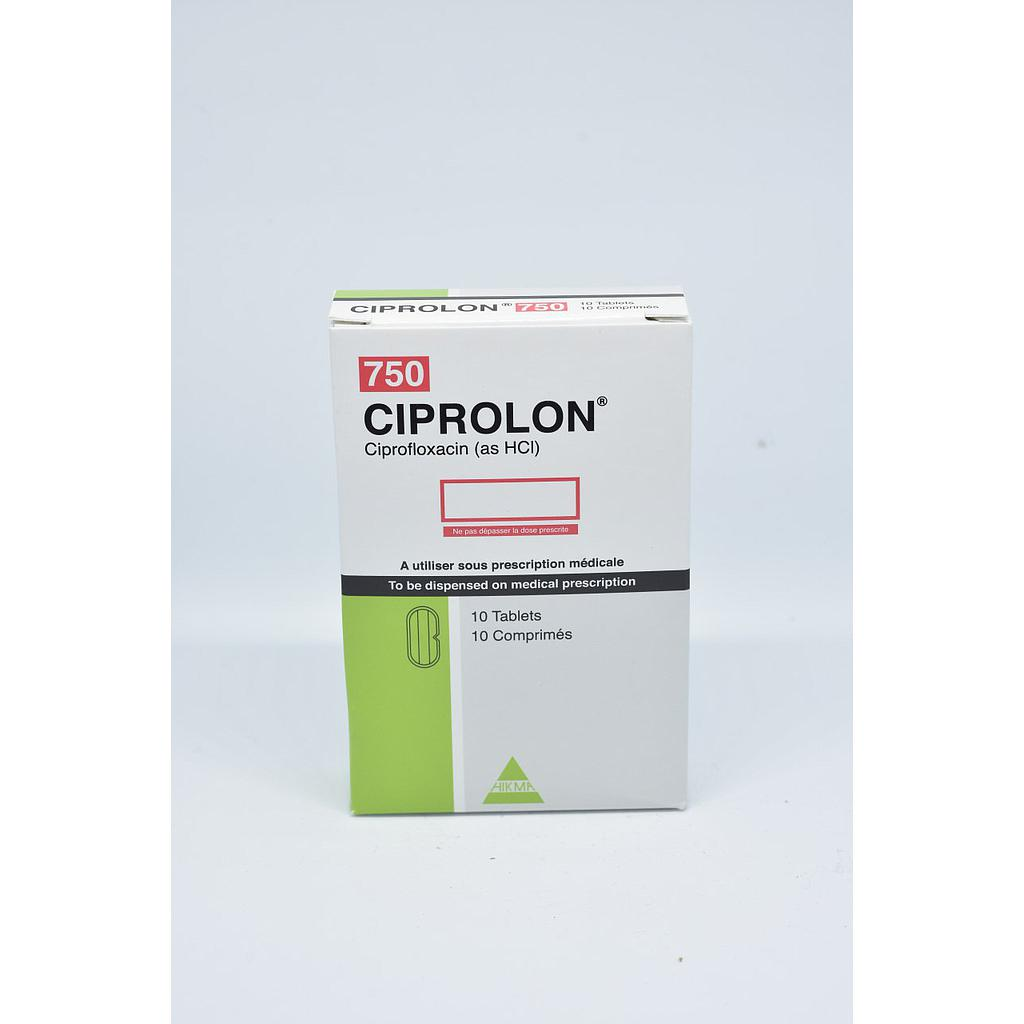 CIPROLON® 750 10 Tablets
10 Comprimés
750
CIPROLON®
Ciprofloxacin (as HCl)
Ne pas dépasser la dose prescrite
A utiliser sous prescription médicale
To be dispensed on medical prescription
10 Tablets
10 Comprimés
HIKMA